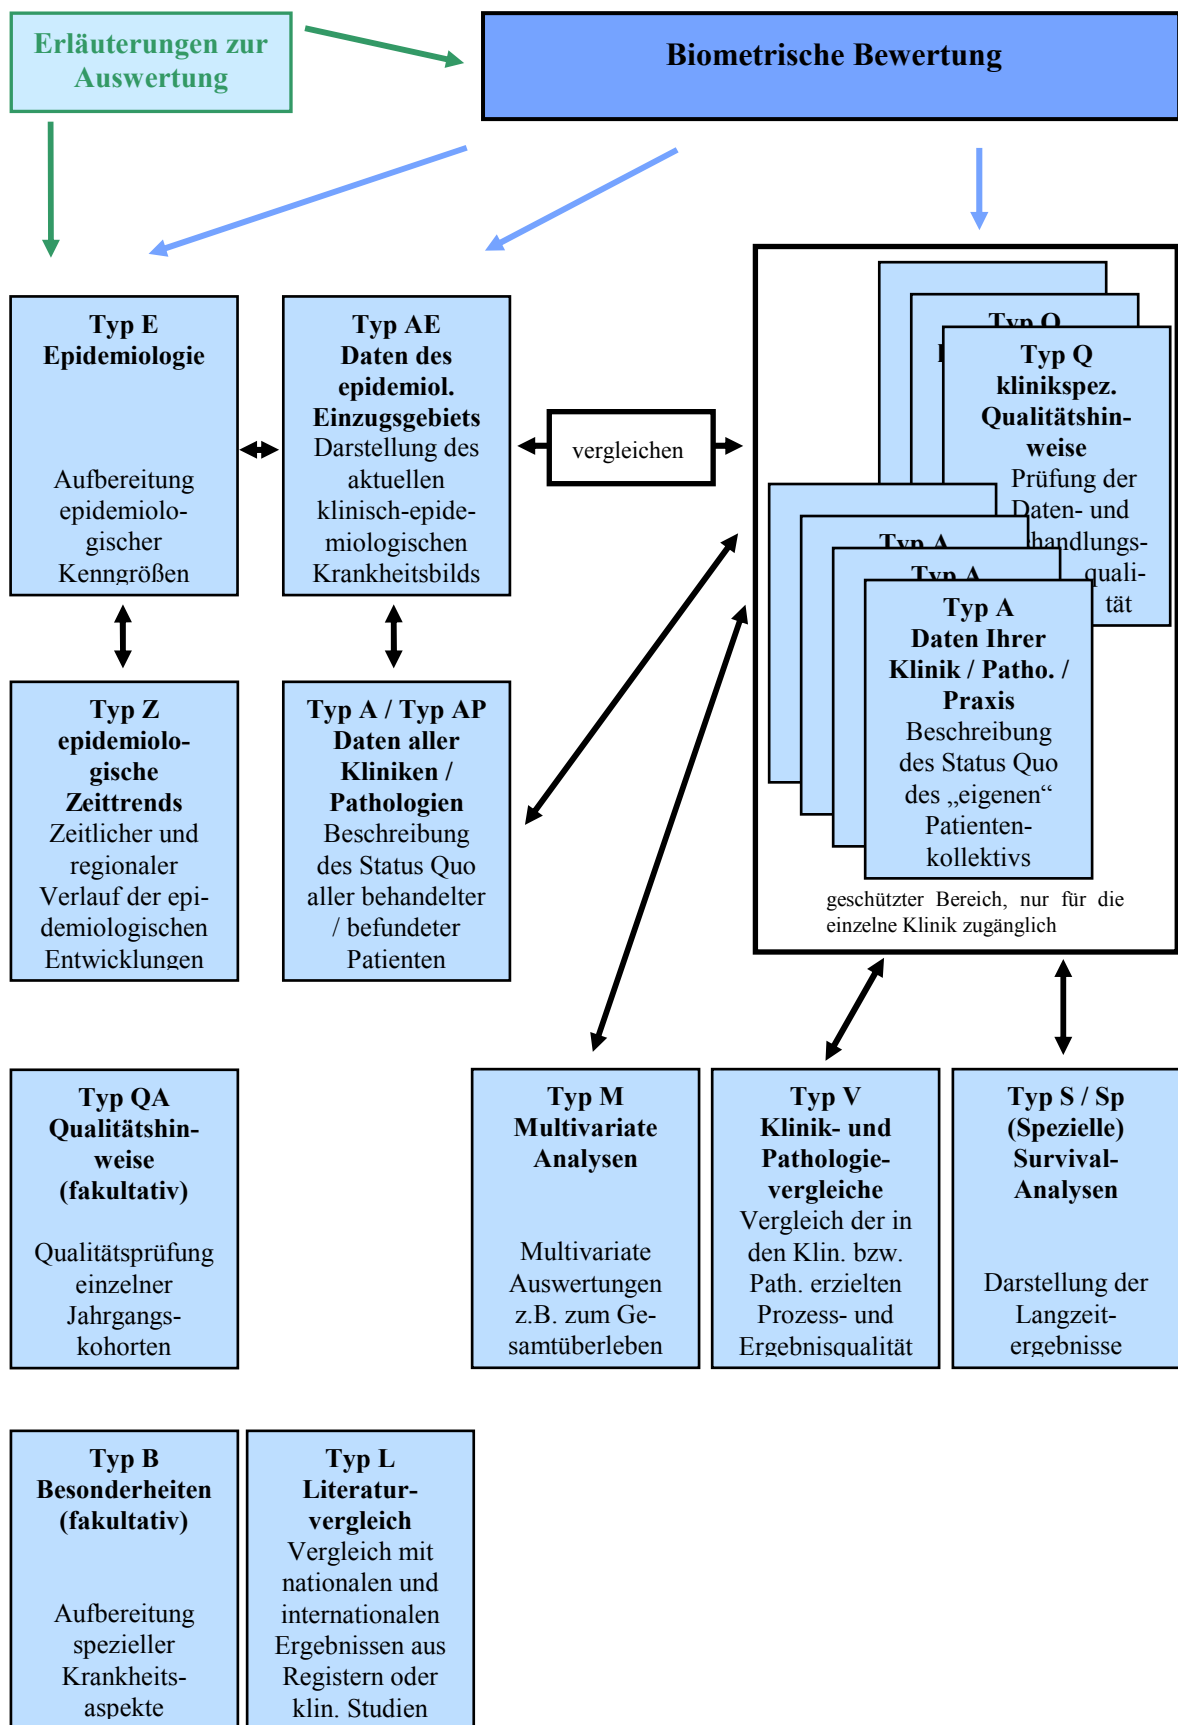 Erläuterungen zur
Auswertung
Biometrische Bewertung
Typ E
Epidemiologie
Aufbereitung
epidemiolo-
gischer
Kenngrößen
Typ AE
Daten des
epidemiol.
Einzugsgebiets
Darstellung des
aktuellen
klinisch-epide-
miologischen
Krankheitsbilds
vergleichen
Typ Q
Typ Q
klinikspez.
Qualitätshin-
weise
Prüfung der
Daten- und
handlungs-
quali-
tät
Typ A
Typ A
Typ A
Daten Ihrer
Klinik / Patho. /
Praxis
Beschreibung
des Status Quo
des „eigenen“
Patienten-
kollektivs
geschützter Bereich, nur für die
einzelne Klinik zugänglich
Typ Z
epidemiolo-
gische
Zeittrends
Zeitlicher und
regionaler
Verlauf der epi-
demiologischen
Entwicklungen
Typ A / Typ AP
Daten aller
Kliniken /
Pathologien
Beschreibung
des Status Quo
aller behandelter
/ befundeter
Patienten
Typ QA
Qualitätshin-
weise
(fakultativ)
Qualitätsprüfung
einzelner
Jahrgangs-
kohorten
Typ M
Multivariate
Analysen
Multivariate
Auswertungen
z.B. zum Ge-
samtüberleben
Typ V
Klinik- und
Pathologie-
vergleiche
Vergleich der in
den Klin. bzw.
Path. erzielten
Prozess- und
Ergebnisqualität
Typ S / Sp
(Spezielle)
Survival-
Analysen
Darstellung der
Langzeit-
ergebnisse
Typ B
Besonderheiten
(fakultativ)
Aufbereitung
spezieller
Krankheits-
aspekte
Typ L
Literatur-
vergleich
Vergleich mit
nationalen und
internationalen
Ergebnissen aus
Registern oder
klin. Studien